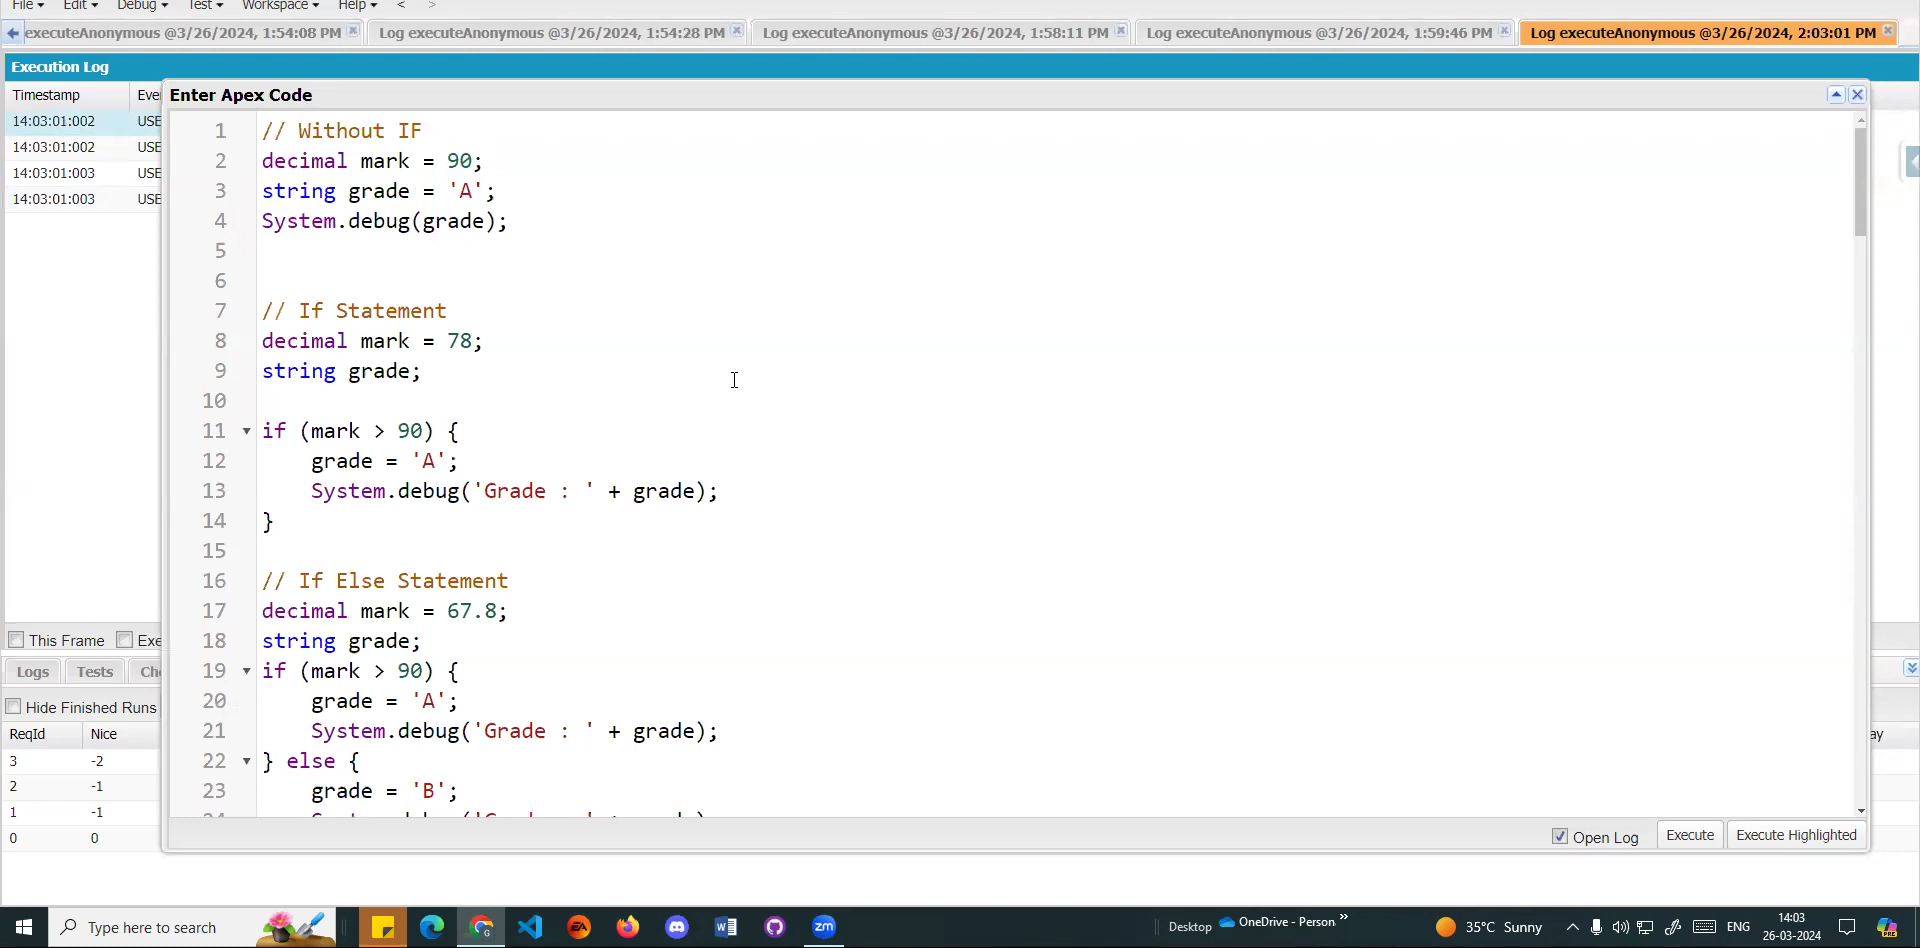 File Edit Debug Test Workspace Help < >
executeAnonymous @3/26/2024, 1:54:08 PM Log executeAnonymous @3/26/2024, 1:54:28 PM Log executeAnonymous @3/26/2024, 1:58:11 PM Log executeAnonymous @3/26/2024, 1:59:46 PM Log executeAnonymous @3/26/2024, 2:03:01 PM
Execution Log
Timestamp Eve
14:03:01:002 USE
14:03:01:002 USE
14:03:01:003 USE
14:03:01:003 USE
Enter Apex Code
1 // Without IF
2 decimal mark = 90;
3 string grade = 'A';
4 System.debug(grade);
5
6
7 // If Statement
8 decimal mark = 78;
9 string grade;
10
11 if (mark > 90) {
12 grade = 'A';
13 System.debug('Grade : ' + grade);
14 }
15
16 // If Else Statement
17 decimal mark = 67.8;
18 string grade;
19 if (mark > 90) {
20 grade = 'A';
21 System.debug('Grade : ' + grade);
22 } else {
23 grade = 'B';
Open Log Execute Execute Highlighted
This Frame Exe
Logs Tests Che
Hide Finished Runs
ReqId Nice ay
3 -2
2 -1
1 -1
0 0
Type here to search
zm
Desktop OneDrive - Person »
35°C Sunny
ENG
14:03
26-03-2024